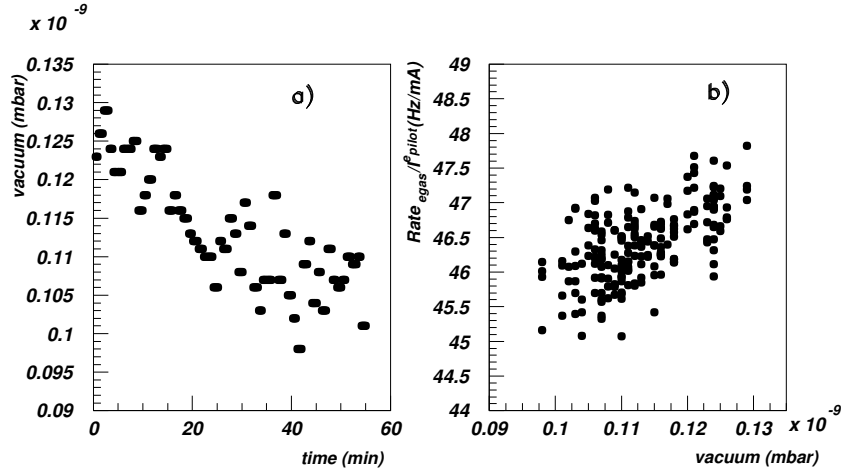 x 10 -9
vacuum (mbar)
0.135
0.13
0.125
0.12
0.115
0.11
0.105
0.1
0.095
0.09
a)
0 20 40 60
time (min)
Rate egas/I e pilot (Hz/mA)
49
48.5
48
47.5
47
46.5
46
45.5
45
44.5
44
b)
0.09 0.1 0.11 0.12 0.13
x 10 -9
vacuum (mbar)